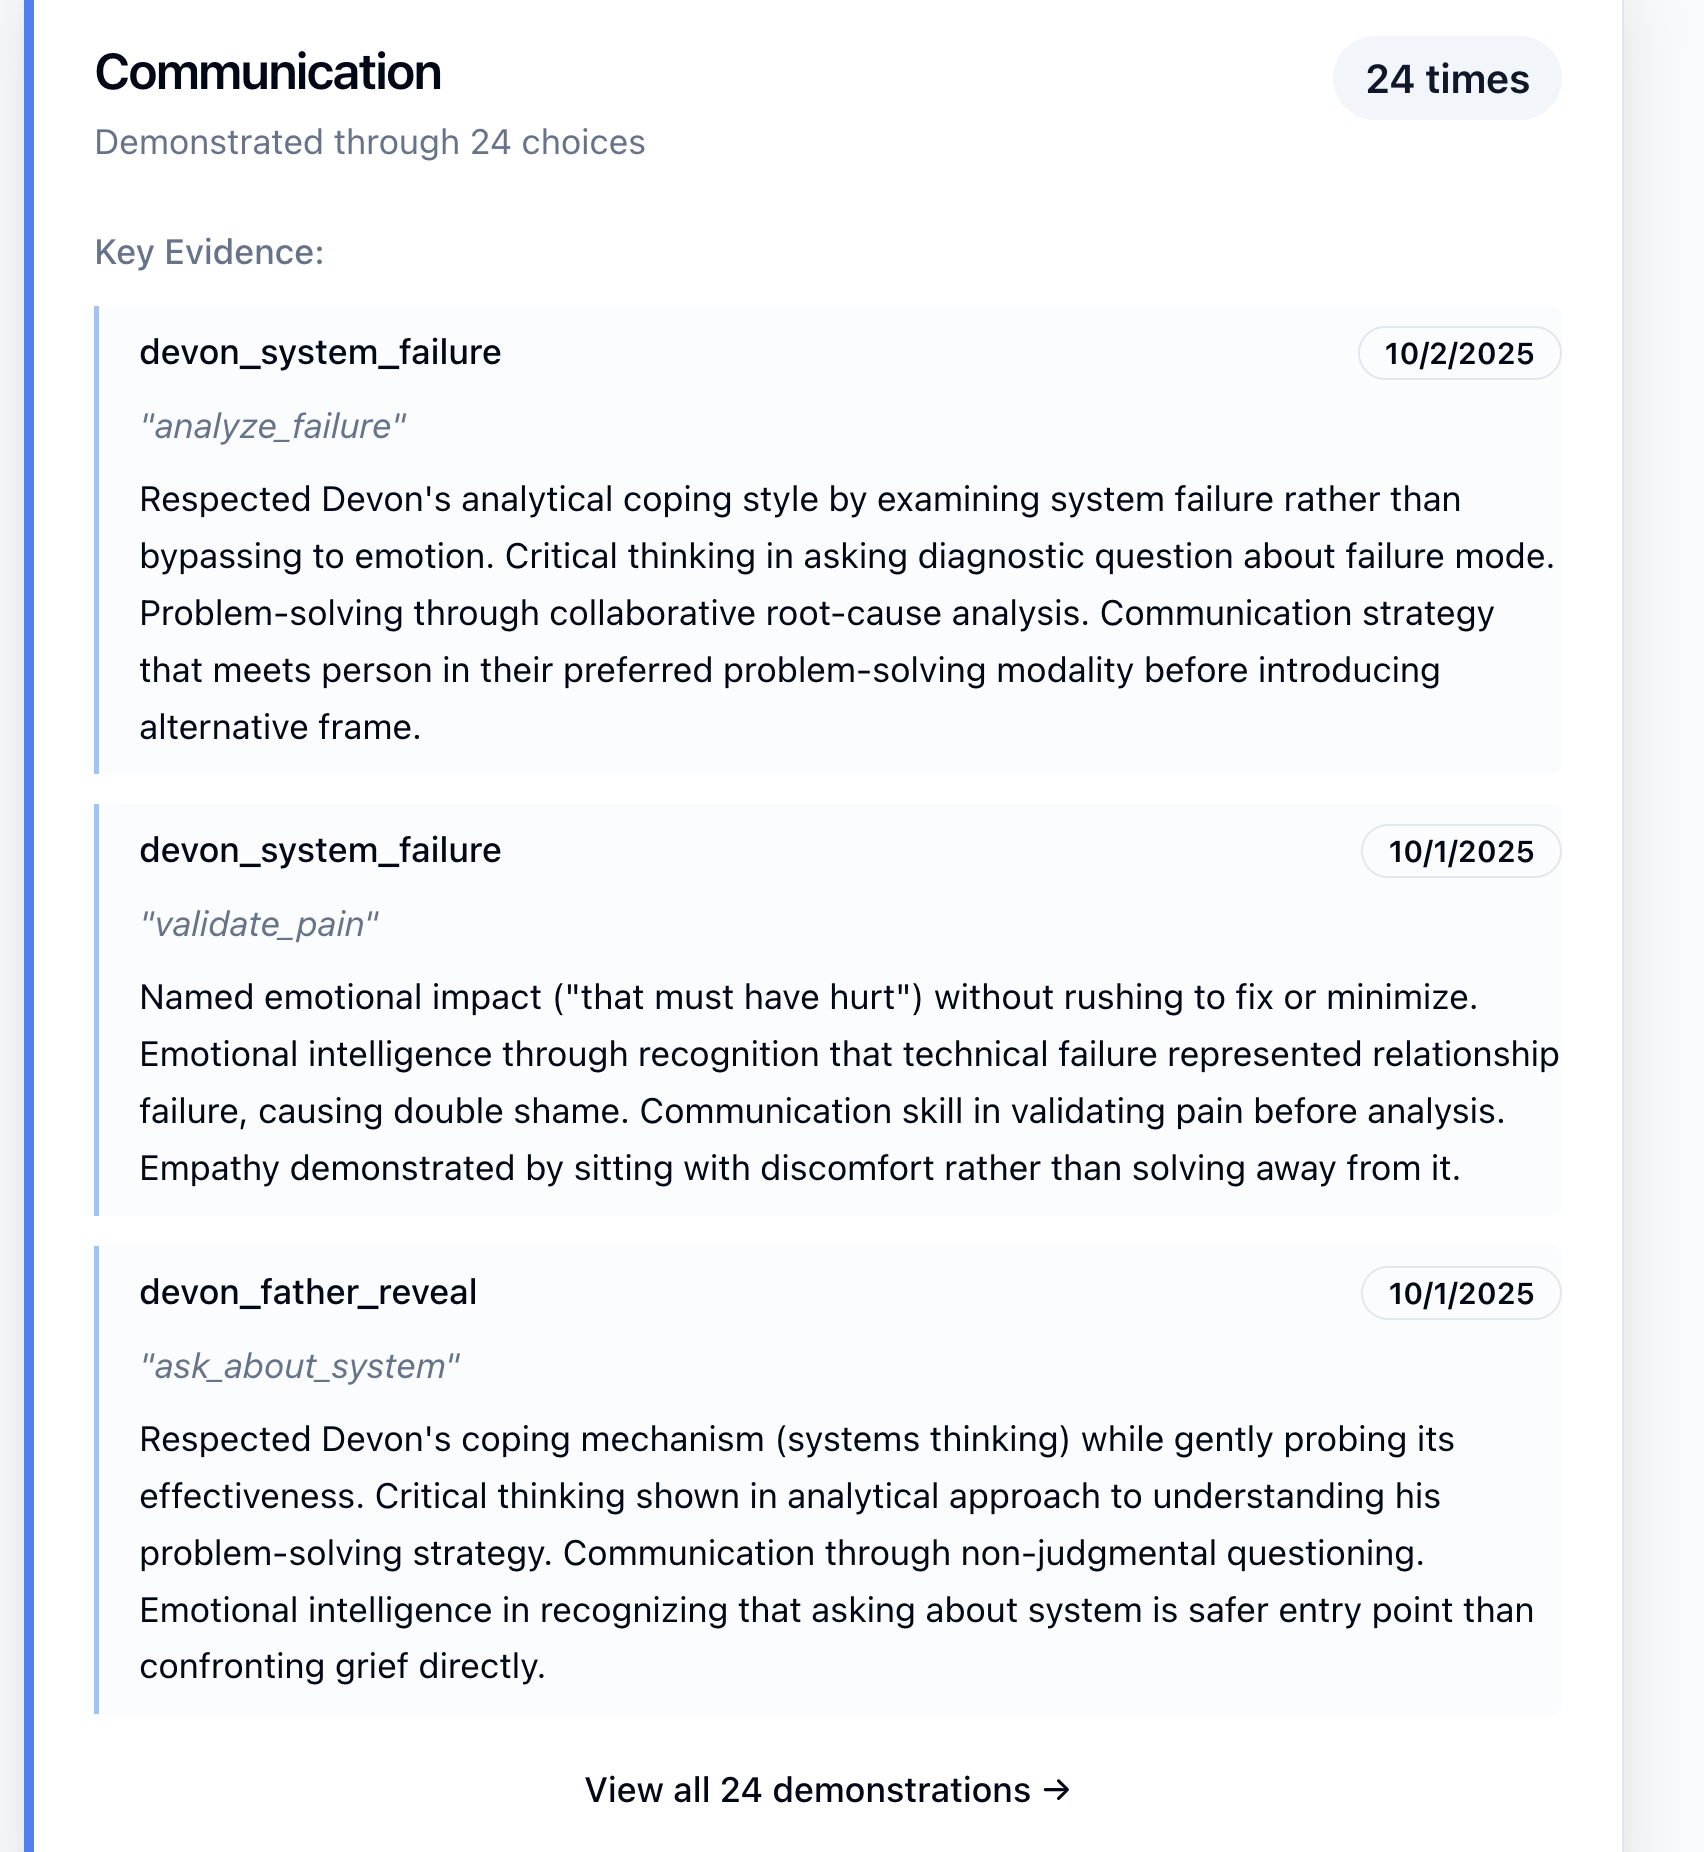 Communication
24 times
Demonstrated through 24 choices
Key Evidence:
devon_system_failure
10/2/2025
"analyze_failure"
Respected Devon's analytical coping style by examining system failure rather than
bypassing to emotion. Critical thinking in asking diagnostic question about failure mode.
Problem-solving through collaborative root-cause analysis. Communication strategy
that meets person in their preferred problem-solving modality before introducing
alternative frame.
devon_system_failure
10/1/2025
"validate_pain"
Named emotional impact ("that must have hurt") without rushing to fix or minimize.
Emotional intelligence through recognition that technical failure represented relationship
failure, causing double shame. Communication skill in validating pain before analysis.
Empathy demonstrated by sitting with discomfort rather than solving away from it.
devon_father_reveal
10/1/2025
"ask_about_system"
Respected Devon's coping mechanism (systems thinking) while gently probing its
effectiveness. Critical thinking shown in analytical approach to understanding his
problem-solving strategy. Communication through non-judgmental questioning.
Emotional intelligence in recognizing that asking about system is safer entry point than
confronting grief directly.
View all 24 demonstrations →